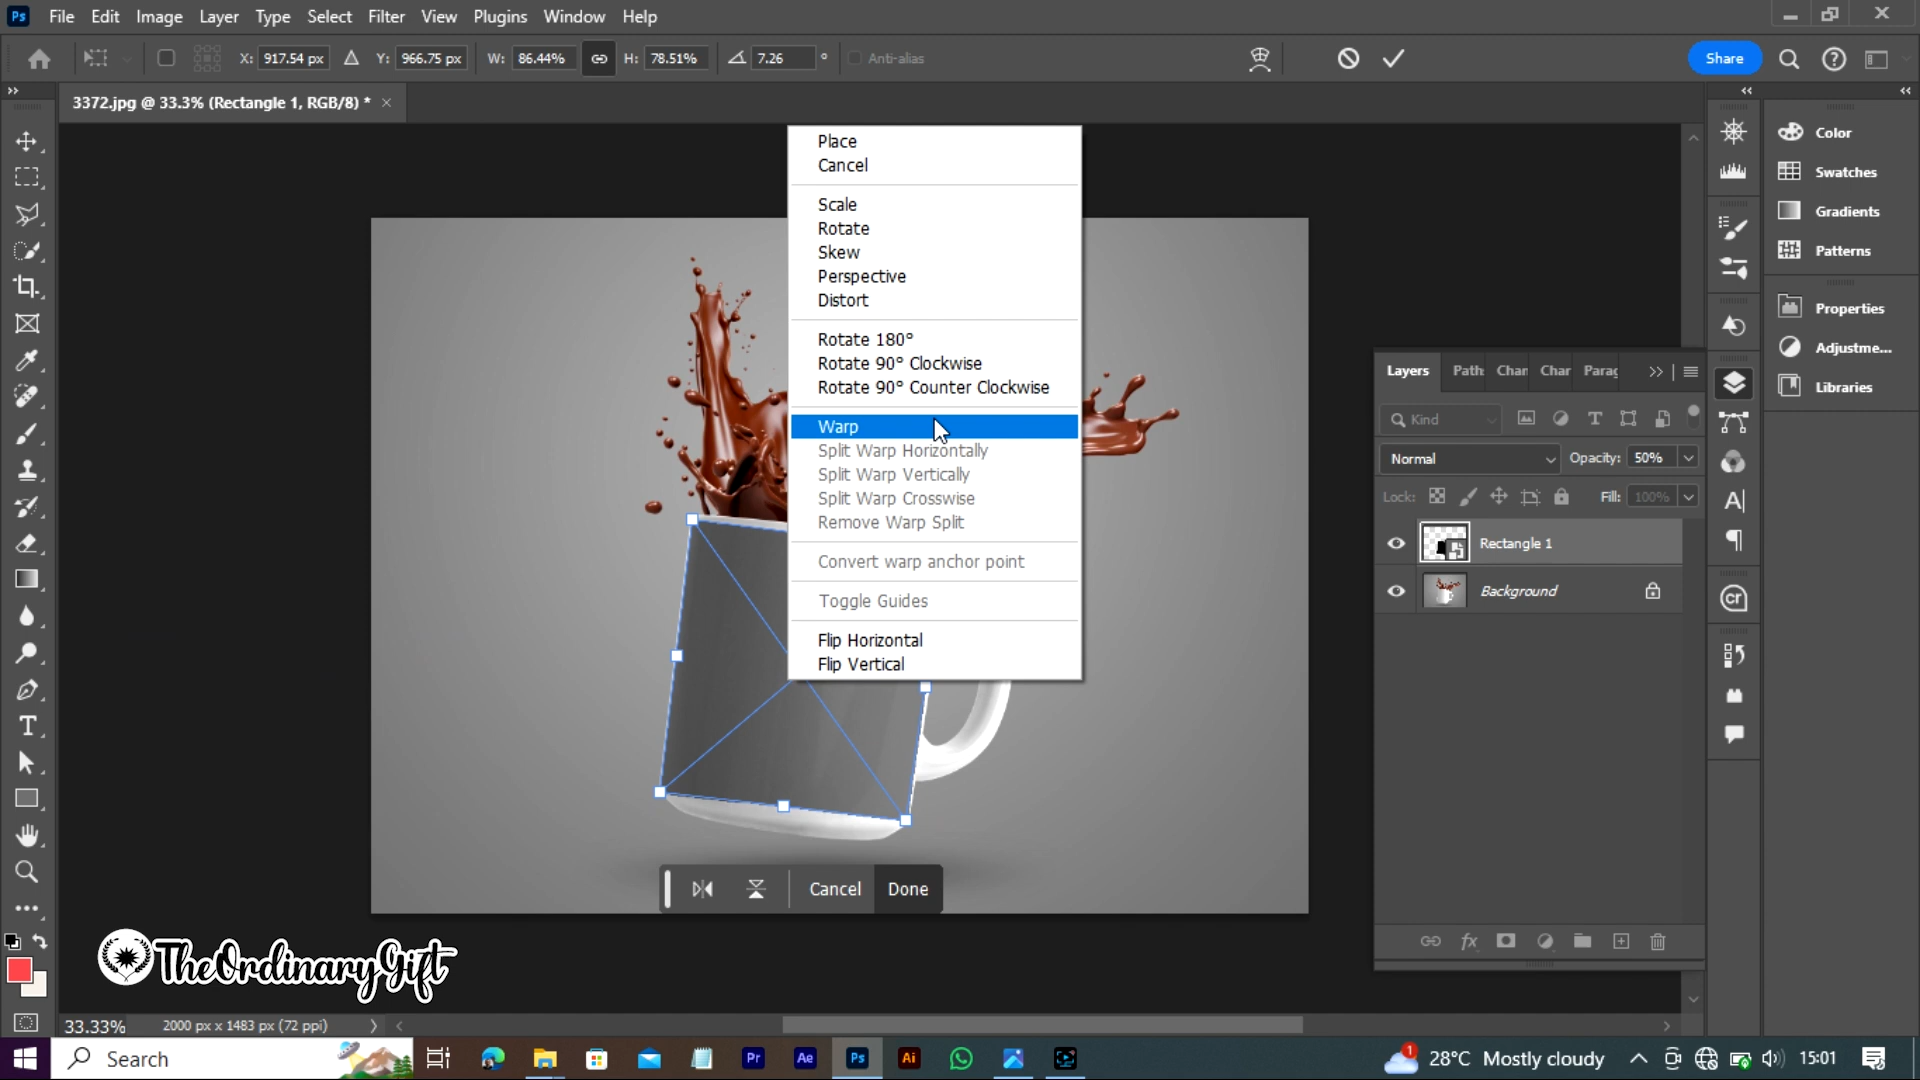 Ps File Edit Image Layer Type Select Filter View Plugins Window Help
X: 917.54 px Y: 966.75 px W: 86.44% H: 78.51% 7.26 ° Anti-alias Share
3372.jpg @ 33.3% (Rectangle 1, RGB/8) *
Place
Cancel
Scale
Rotate
Skew
Perspective
Distort
Rotate 180°
Rotate 90° Clockwise
Rotate 90° Counter Clockwise
Warp
Split Warp Horizontally
Split Warp Vertically
Split Warp Crosswise
Remove Warp Split
Convert warp anchor point
Toggle Guides
Flip Horizontal
Flip Vertical
Cancel Done
Color
Swatches
Gradients
Patterns
Properties
Adjustme...
Libraries
Layers Path Chan Char Parag
Kind
Normal Opacity: 50%
Lock: Fill: 100%
Rectangle 1
Background
TheOrdinaryGift
33.33% 2000 px x 1483 px (72 ppi)
Search Pr Ae Ps Ai 1 28°C Mostly cloudy 15:01